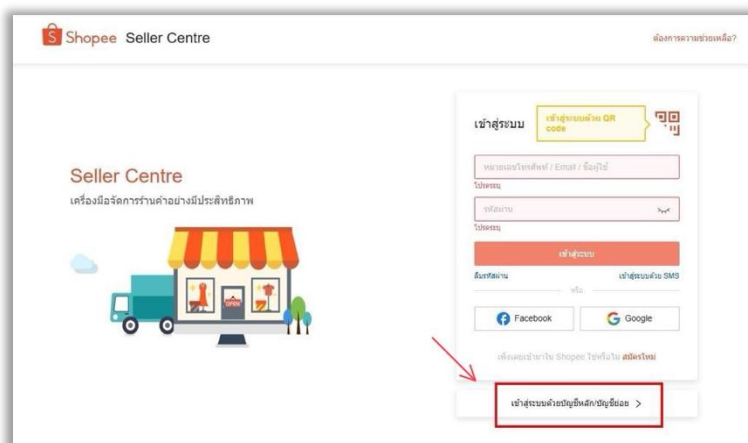 Shopee Seller Centre
ต้องการความช่วยเหลือ?
เข้าสู่ระบบ
เข้าสู่ระบบด้วย QR
code
Seller Centre
เครื่องมือจัดการร้านค้าอย่างมีประสิทธิภาพ
หมายเลขโทรศัพท์ / Email / ชื่อผู้ใช้
โปรดระบุ
รหัสผ่าน
โปรดระบุ
เข้าสู่ระบบ
ลืมรหัสผ่าน
เข้าสู่ระบบด้วย SMS
หรือ
Facebook
Google
เพิ่งเคยเข้ามาใน Shopee ใช่หรือไม่ สมัครใหม่
เข้าสู่ระบบด้วยบัญชีหลัก/บัญชีย่อย >
OPEN